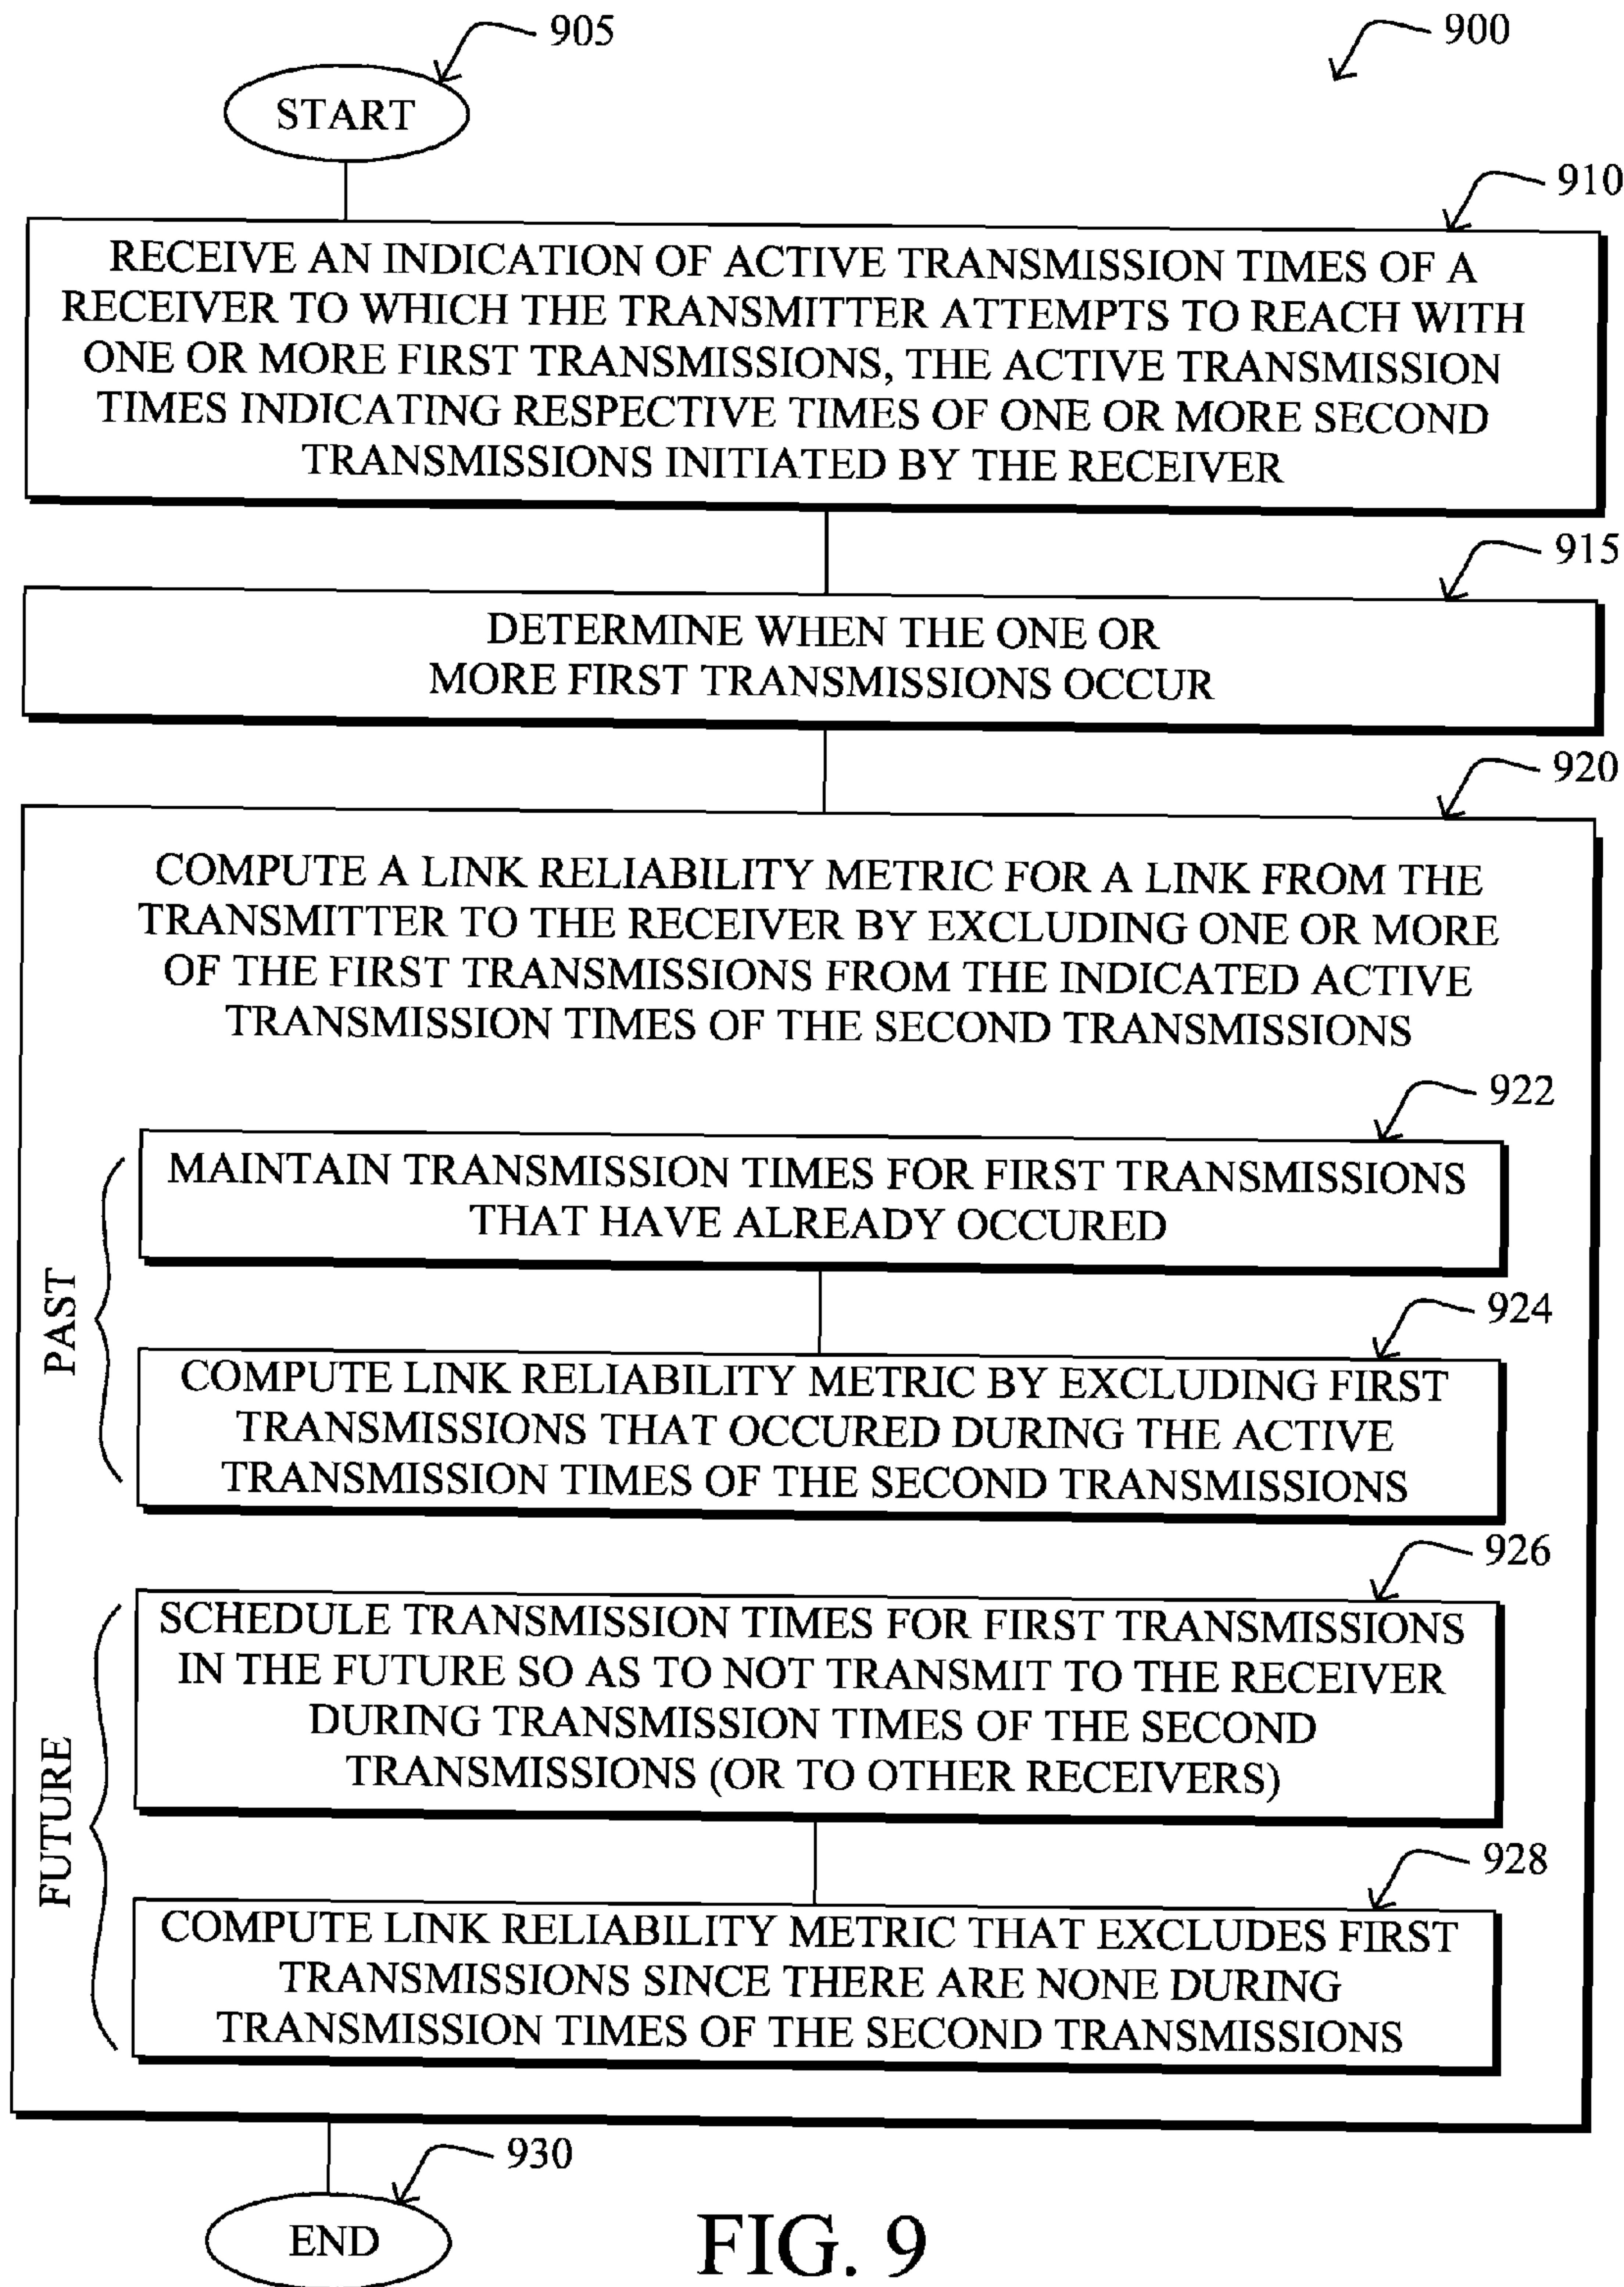 905
900
START
910
RECEIVE AN INDICATION OF ACTIVE TRANSMISSION TIMES OF A
RECEIVER TO WHICH THE TRANSMITTER ATTEMPTS TO REACH WITH
ONE OR MORE FIRST TRANSMISSIONS, THE ACTIVE TRANSMISSION
TIMES INDICATING RESPECTIVE TIMES OF ONE OR MORE SECOND
TRANSMISSIONS INITIATED BY THE RECEIVER
915
DETERMINE WHEN THE ONE OR
MORE FIRST TRANSMISSIONS OCCUR
920
COMPUTE A LINK RELIABILITY METRIC FOR A LINK FROM THE
TRANSMITTER TO THE RECEIVER BY EXCLUDING ONE OR MORE
OF THE FIRST TRANSMISSIONS FROM THE INDICATED ACTIVE
TRANSMISSION TIMES OF THE SECOND TRANSMISSIONS
PAST
922
MAINTAIN TRANSMISSION TIMES FOR FIRST TRANSMISSIONS
THAT HAVE ALREADY OCCURED
924
COMPUTE LINK RELIABILITY METRIC BY EXCLUDING FIRST
TRANSMISSIONS THAT OCCURED DURING THE ACTIVE
TRANSMISSION TIMES OF THE SECOND TRANSMISSIONS
FUTURE
926
SCHEDULE TRANSMISSION TIMES FOR FIRST TRANSMISSIONS
IN THE FUTURE SO AS TO NOT TRANSMIT TO THE RECEIVER
DURING TRANSMISSION TIMES OF THE SECOND
TRANSMISSIONS (OR TO OTHER RECEIVERS)
928
COMPUTE LINK RELIABILITY METRIC THAT EXCLUDES FIRST
TRANSMISSIONS SINCE THERE ARE NONE DURING
TRANSMISSION TIMES OF THE SECOND TRANSMISSIONS
930
END
FIG. 9